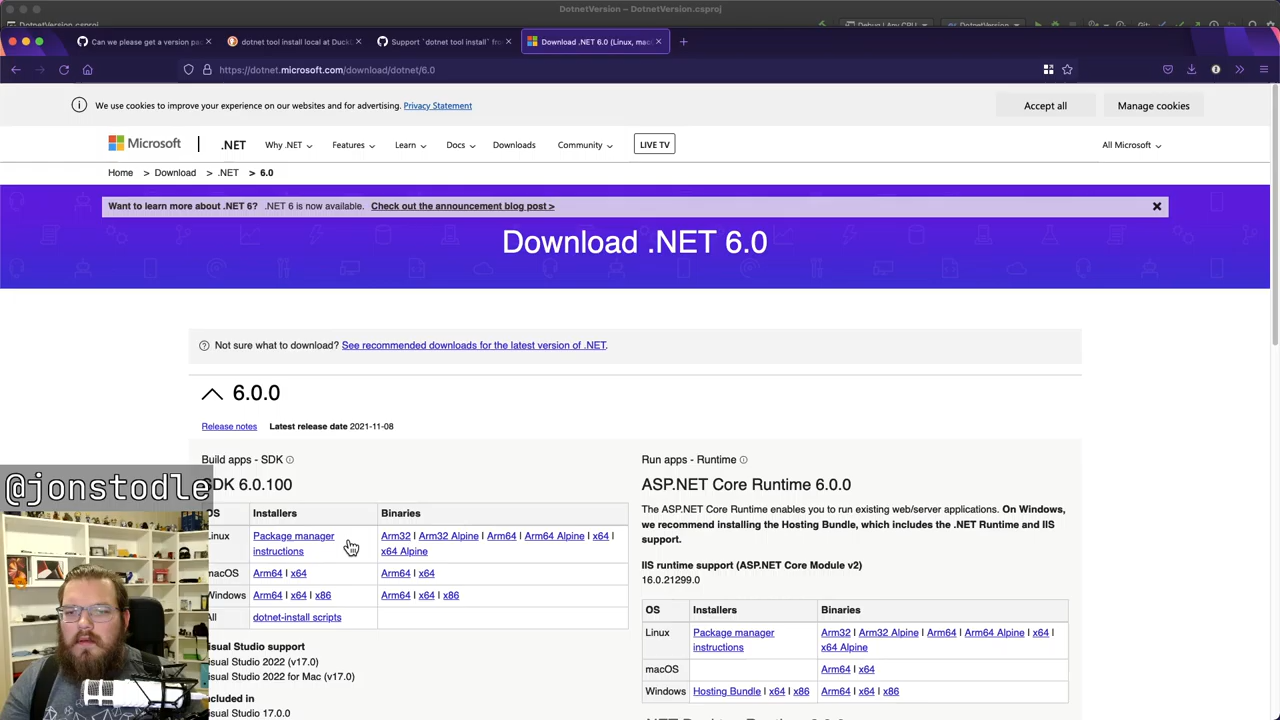 DotnetVersion – DotnetVersion.csproj
DotnetVersion.csproj
Debug | Any CPU
DotnetVersion
Can we please get a version pa
dotnet tool install local at Duck
Support `dotnet tool install` fro
Download .NET 6.0 (Linux, mac
https://dotnet.microsoft.com/download/dotnet/6.0
We use cookies to improve your experience on our websites and for advertising. Privacy Statement
Accept all
Manage cookies
Microsoft
.NET
Why .NET
Features
Learn
Docs
Downloads
Community
LIVE TV
All Microsoft
Home > Download > .NET > 6.0
Want to learn more about .NET 6? .NET 6 is now available. Check out the announcement blog post >
Download .NET 6.0
Not sure what to download? See recommended downloads for the latest version of .NET.
6.0.0
Release notes Latest release date 2021-11-08
Build apps - SDK
SDK 6.0.100
OS Installers Binaries
Linux Package manager instructions Arm32 | Arm32 Alpine | Arm64 | Arm64 Alpine | x64 | x64 Alpine
macOS Arm64 | x64 Arm64 | x64
Windows Arm64 | x64 | x86 Arm64 | x64 | x86
All dotnet-install scripts
Visual Studio support
Visual Studio 2022 (v17.0)
Visual Studio 2022 for Mac (v17.0)
Included in
Visual Studio 17.0.0
Run apps - Runtime
ASP.NET Core Runtime 6.0.0
The ASP.NET Core Runtime enables you to run existing web/server applications. On Windows,
we recommend installing the Hosting Bundle, which includes the .NET Runtime and IIS
support.
IIS runtime support (ASP.NET Core Module v2)
16.0.21299.0
OS Installers Binaries
Linux Package manager instructions Arm32 | Arm32 Alpine | Arm64 | Arm64 Alpine | x64 | x64 Alpine
macOS Arm64 | x64
Windows Hosting Bundle | x64 | x86 Arm64 | x64 | x86
@jonstodle